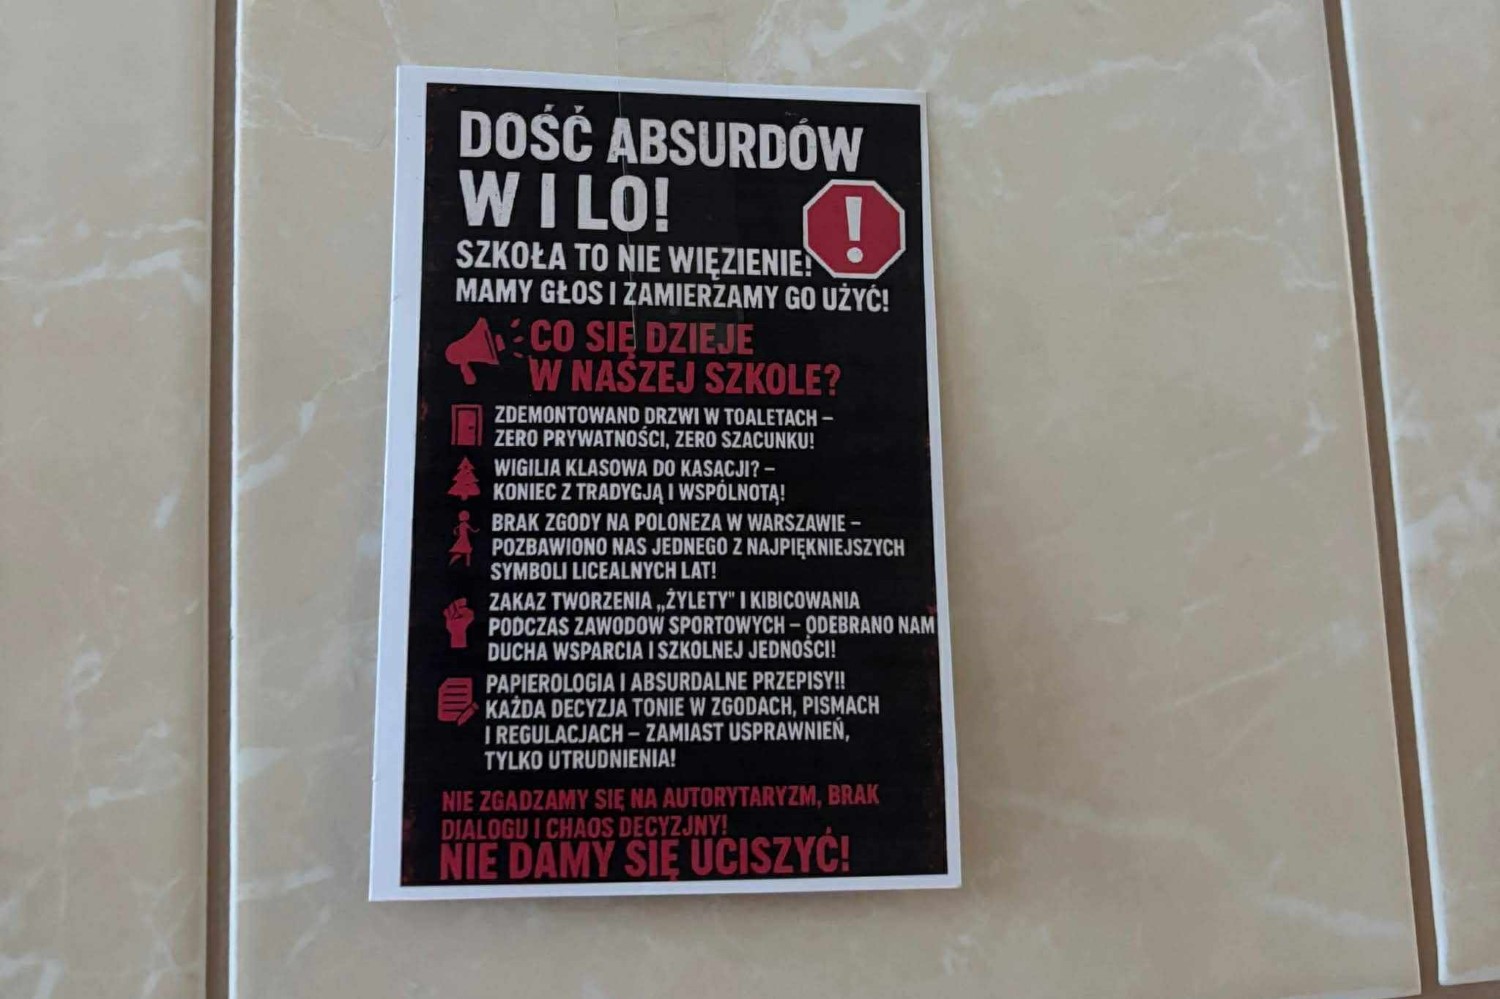 DOŚĆ ABSURDÓW
W I LO!
SZKOŁA TO NIE WIĘZIENIE!
MAMY GŁOS I ZAMIERZAMY GO UŻYĆ!
CO SIĘ DZIEJE
W NASZEJ SZKOLE?
ZDEMONTOWAND DRZWI W TOALETACH –
ZERO PRYWATNOŚCI, ZERO SZACUNKU!
WIGILIA KLASOWA DO KASACJI? –
KONIEC Z TRADYGJĄ I WSPÓLNOTĄ!
BRAK ZGODY NA POLONEZA W WARSZAWIE –
POZBAWIONO NAS JEDNEGO Z NAJPIĘKNIEJSZYCH
SYMBOLI LICEALNYCH LAT!
ZAKAZ TWORZENIA „ŻYLETY" I KIBICOWANIA
PODCZAS ZAWODOW SPORTOWYCH – ODEBRANO NAM
DUCHA WSPARCIA I SZKOLNEJ JEDNOŚCI!
PAPIEROLOGIA I ABSURDALNE PRZEPISY!!
KAŻDA DECYZJA TONIE W ZGODACH, PISMACH
I REGULACJACH – ZAMIAST USPRAWNIEŃ,
TYLKO UTRUDNIENIA!
NIE ZGADZAMY SIĘ NA AUTORYTARYZM, BRAK
DIALOGU I CHAOS DECYZJNY!
NIE DAMY SIĘ UCISZYĆ!